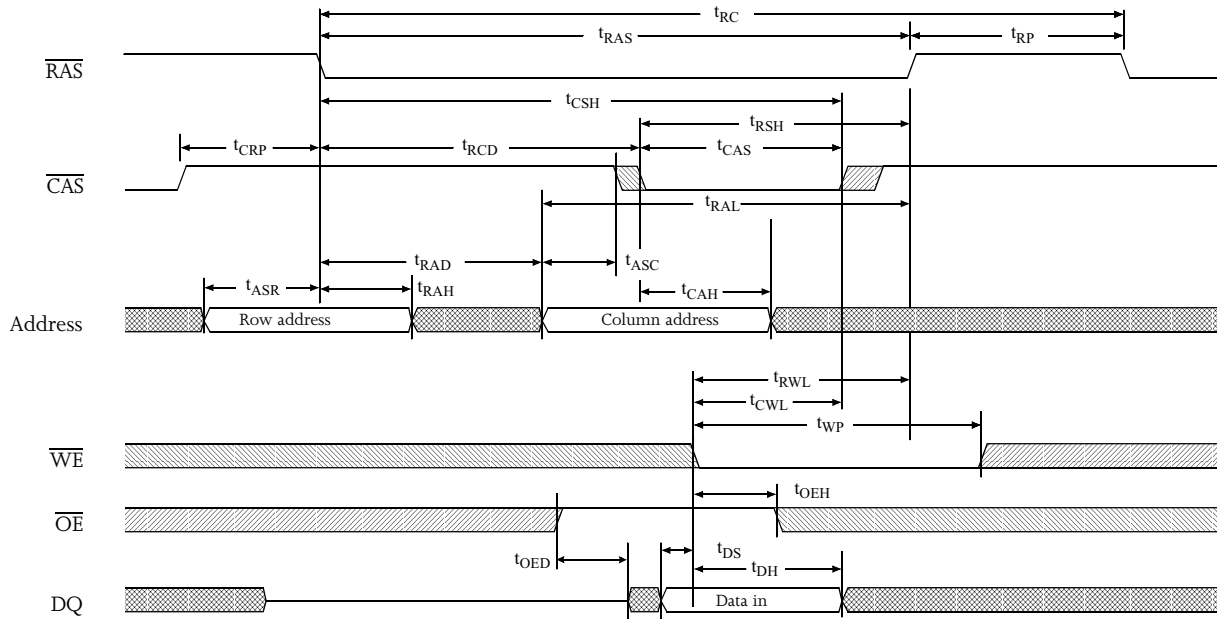 tRC
tRAS
tRP
RAS
tCSH
tRSH
tCRP
tRCD
tCAS
CAS
tRAL
tRAD
tASC
tASR
tRAH
tCAH
Address
Row address
Column address
tRWL
tCWL
tWP
WE
tOEH
OE
tOED
tDS
tDH
DQ
Data in